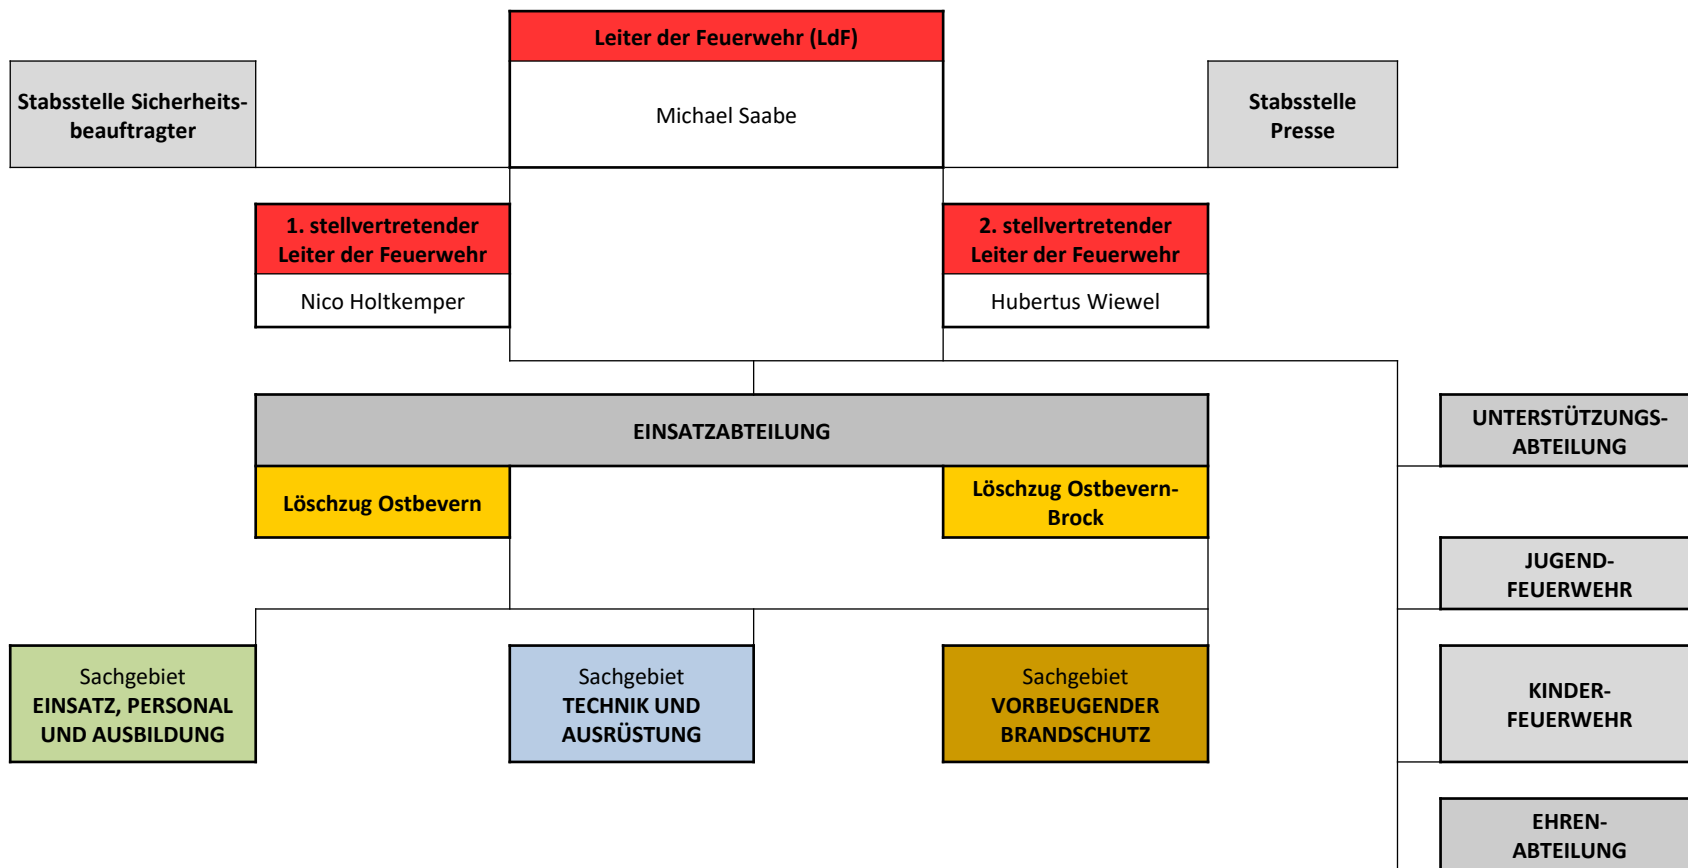 Leiter der Feuerwehr (LdF)
Michael Saabe
Stabsstelle Sicherheits-
beauftragter
Stabsstelle
Presse
1. stellvertretender
Leiter der Feuerwehr
Nico Holtkemper
2. stellvertretender
Leiter der Feuerwehr
Hubertus Wiewel
EINSATZABTEILUNG
Löschzug Ostbevern
Löschzug Ostbevern-
Brock
UNTERSTÜTZUNGS-
ABTEILUNG
JUGEND-
FEUERWEHR
Sachgebiet
EINSATZ, PERSONAL
UND AUSBILDUNG
Sachgebiet
TECHNIK UND
AUSRÜSTUNG
Sachgebiet
VORBEUGENDER
BRANDSCHUTZ
KINDER-
FEUERWEHR
EHREN-
ABTEILUNG